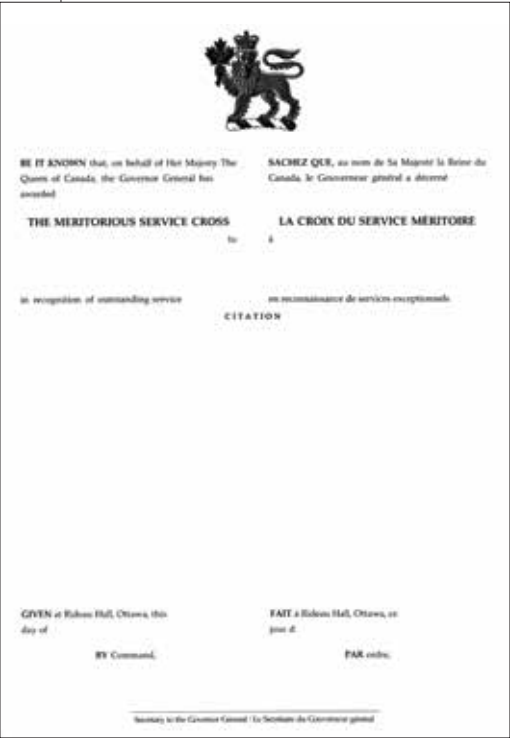 BE IT KNOWN that, on behalf of Her Majesty The
Queen of Canada, the Governor General has
awarded
THE MERITORIOUS SERVICE CROSS
to
in recognition of outstanding service
SACHEZ QUE, au nom de Sa Majesté la Reine du
Canada, le Gouverneur général a décerné
LA CROIX DU SERVICE MÉRITOIRE
à
en reconnaissance de services exceptionnels
CITATION
GIVEN at Rideau Hall, Ottawa, this
day of
BY Command,
FAIT à Rideau Hall, Ottawa, ce
jour d
PAR ordre,
Secretary to the Governor General / Le Secrétaire du Gouverneur général